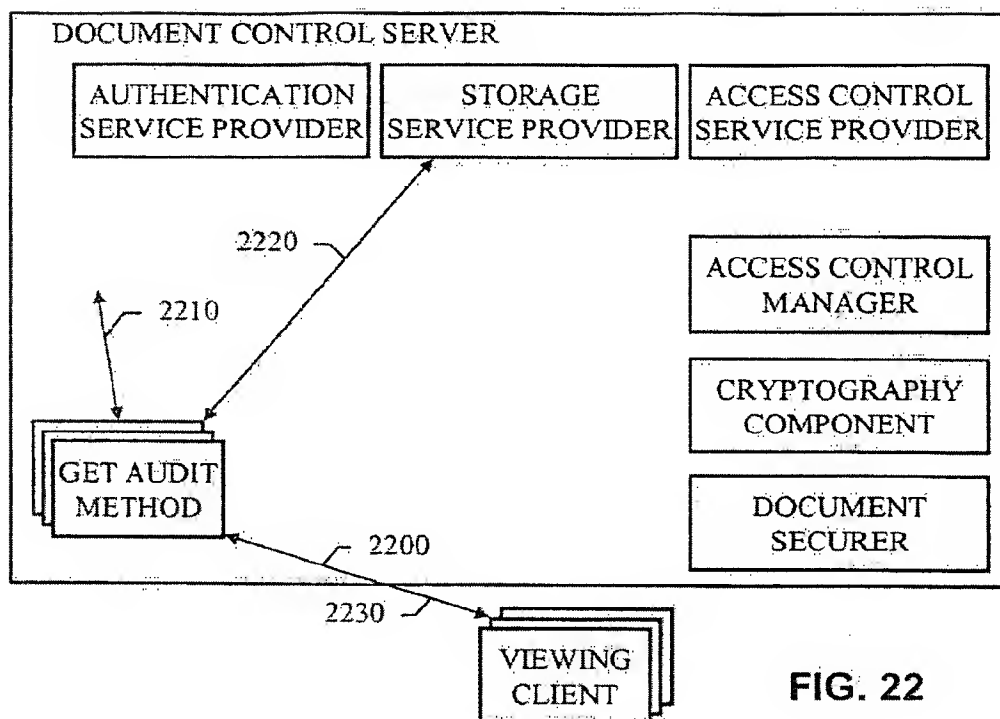 DOCUMENT CONTROL SERVER
AUTHENTICATION
SERVICE PROVIDER
STORAGE
SERVICE PROVIDER
ACCESS CONTROL
SERVICE PROVIDER
2220
ACCESS CONTROL
MANAGER
2210
CRYPTOGRAPHY
COMPONENT
GET AUDIT
METHOD
DOCUMENT
SECURER
2200
2230
VIEWING
CLIENT
FIG. 22